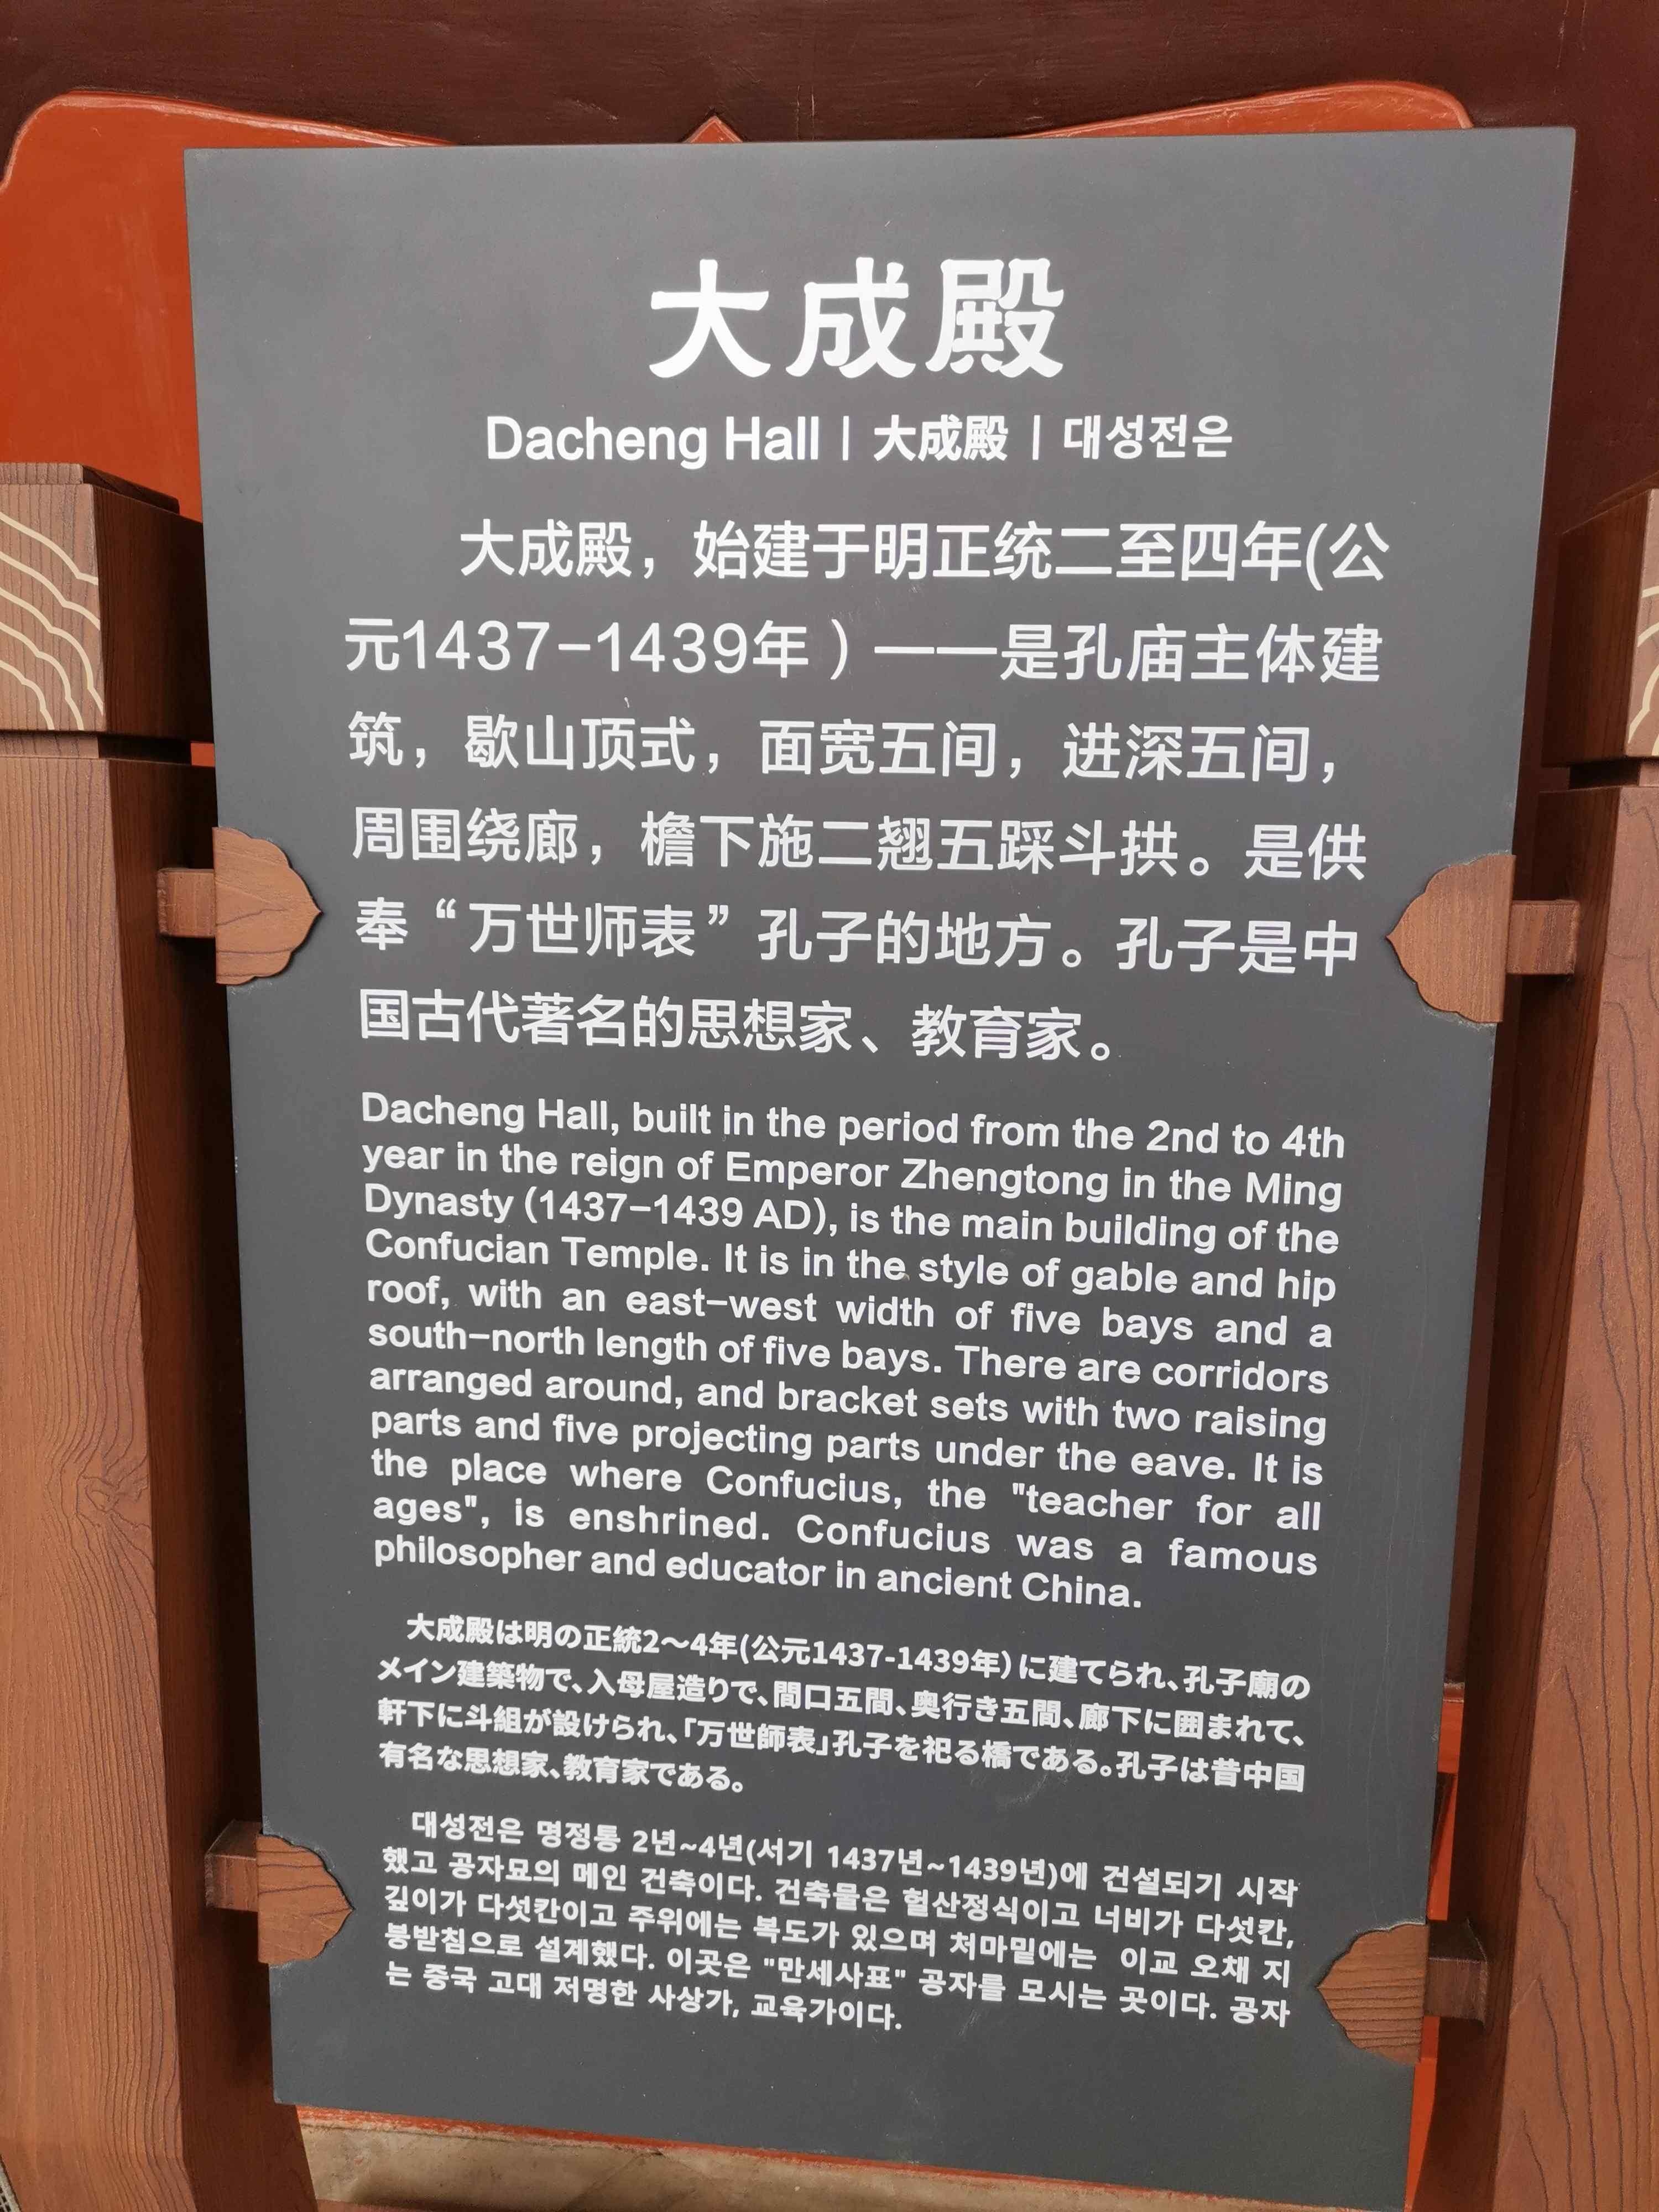 大成殿
Dacheng Hall | 大成殿 | 대성전은
大成殿，始建于明正统二至四年(公
元1437-1439年）——是孔庙主体建
筑，歇山顶式，面宽五间，进深五间，
周围绕廊，檐下施二翘五踩斗拱。是供
奉“万世师表”孔子的地方。孔子是中
国古代著名的思想家、教育家。
Dacheng Hall, built in the period from the 2nd to 4th
year in the reign of Emperor Zhengtong in the Ming
Dynasty (1437-1439 AD), is the main building of the
Confucian Temple. It is in the style of gable and hip
roof, with an east-west width of five bays and a
south-north length of five bays. There are corridors
arranged around, and bracket sets with two raising
parts and five projecting parts under the eave. It is
the place where Confucius, the "teacher for all
ages", is enshrined. Confucius was a famous
philosopher and educator in ancient China.
大成殿は明の正統2～4年(公元1437-1439年)に建てられ、孔子廟の
メイン建築物で、入母屋造りで、間口五間、奥行き五間、廊下に囲まれて、
軒下に斗組が設けられ、「万世師表」孔子を祀る橋である。孔子は昔中国
有名な思想家、教育家である。
대성전은 명정통 2년~4년(서기 1437년~1439년)에 건설되기 시작
했고 공자묘의 메인 건축이다. 건축물은 헐산정식이고 너비가 다섯칸,
깊이가 다섯칸이고 주위에는 복도가 있으며 처마밑에는 이교 오채 지
붕받침으로 설계했다. 이곳은 "만세사표" 공자를 모시는 곳이다. 공자
는 중국 고대 저명한 사상가, 교육가이다.